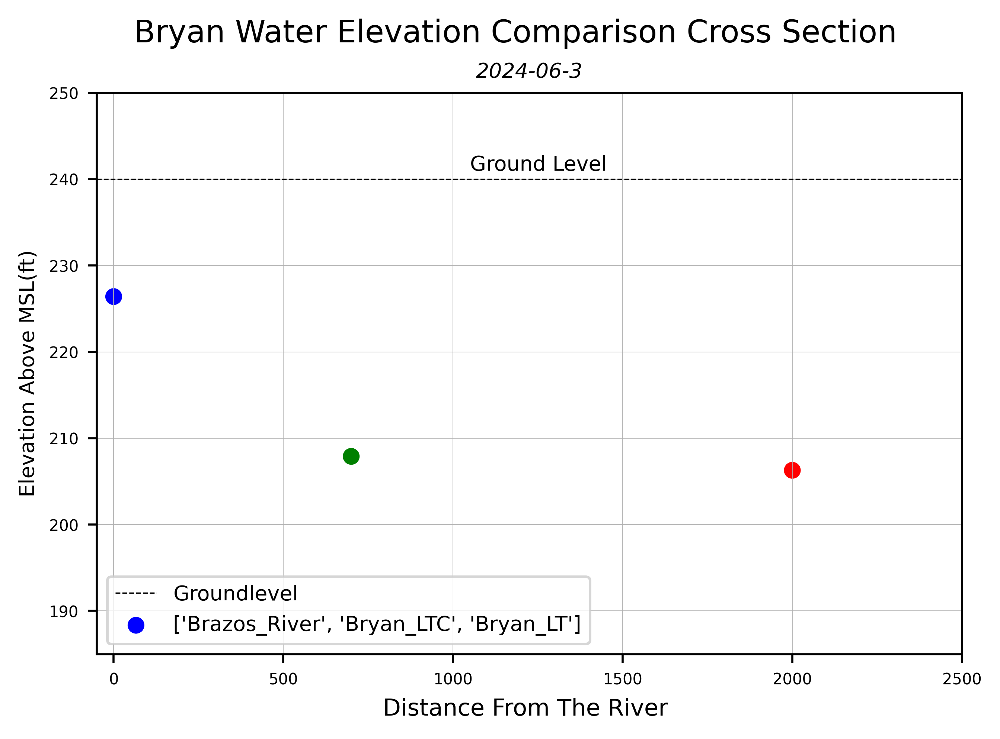 Bryan Water Elevation Comparison Cross Section
2024-06-3
250
240
230
220
210
200
190
Elevation Above MSL(ft)
Ground Level
Groundlevel
['Brazos_River', 'Bryan_LTC', 'Bryan_LT']
0 500 1000 1500 2000 2500
Distance From The River